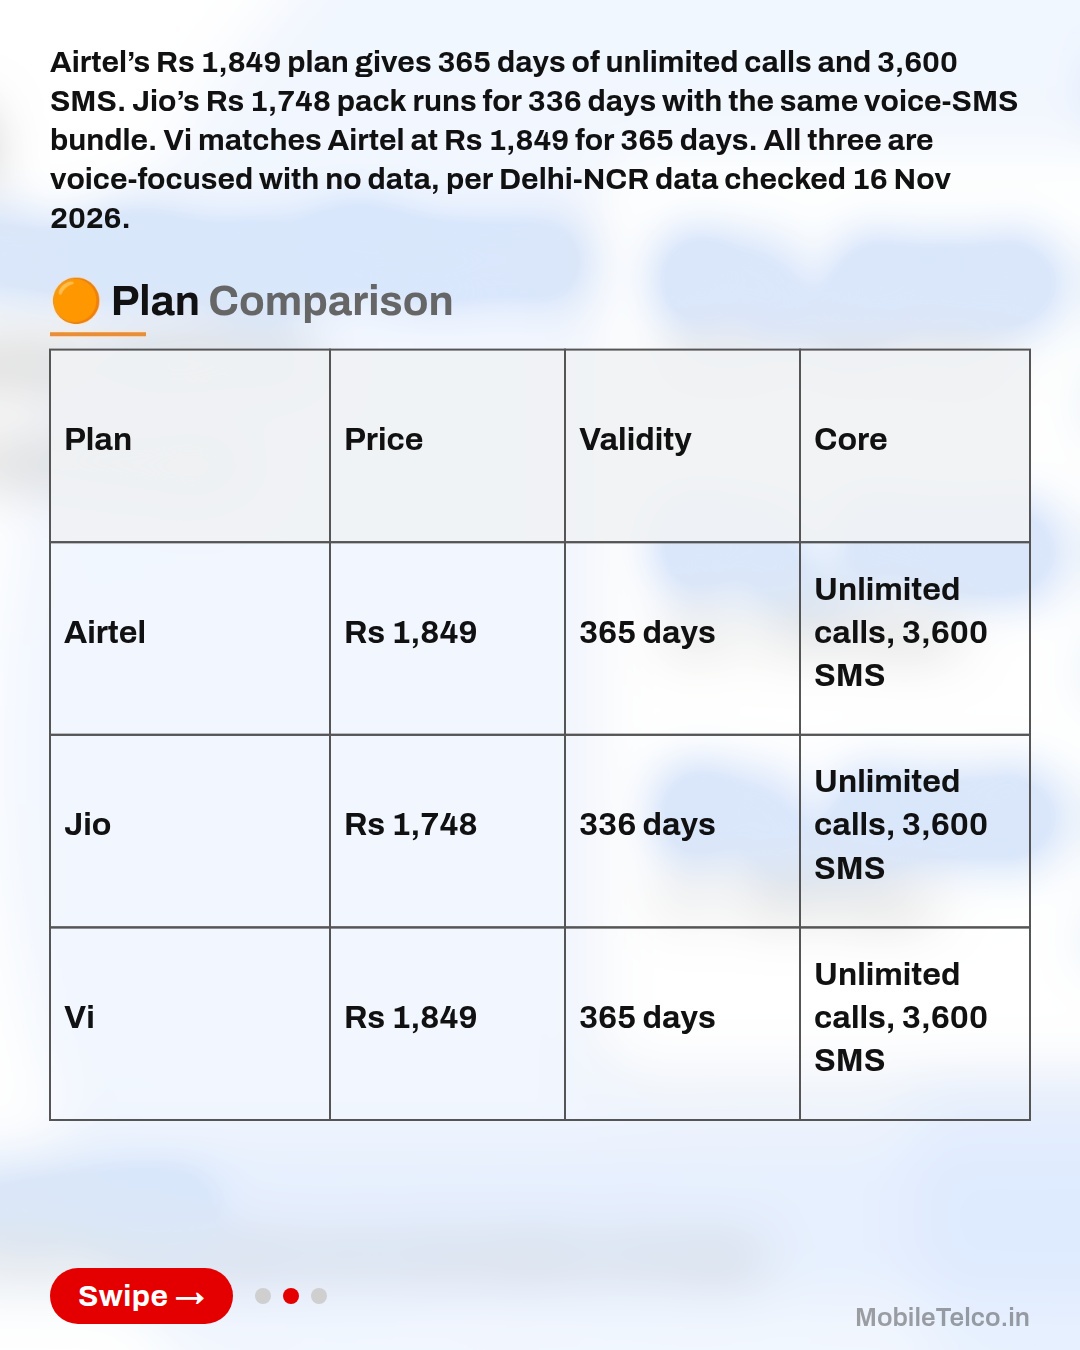 Airtel’s Rs 1,849 plan gives 365 days of unlimited calls and 3,600
SMS. Jio’s Rs 1,748 pack runs for 336 days with the same voice-SMS
bundle. Vi matches Airtel at Rs 1,849 for 365 days. All three are
voice-focused with no data, per Delhi-NCR data checked 16 Nov
2026.
Plan Comparison
Plan Price Validity Core
Airtel Rs 1,849 365 days Unlimited
calls, 3,600
SMS
Jio Rs 1,748 336 days Unlimited
calls, 3,600
SMS
Vi Rs 1,849 365 days Unlimited
calls, 3,600
SMS
Swipe →
MobileTelco.in